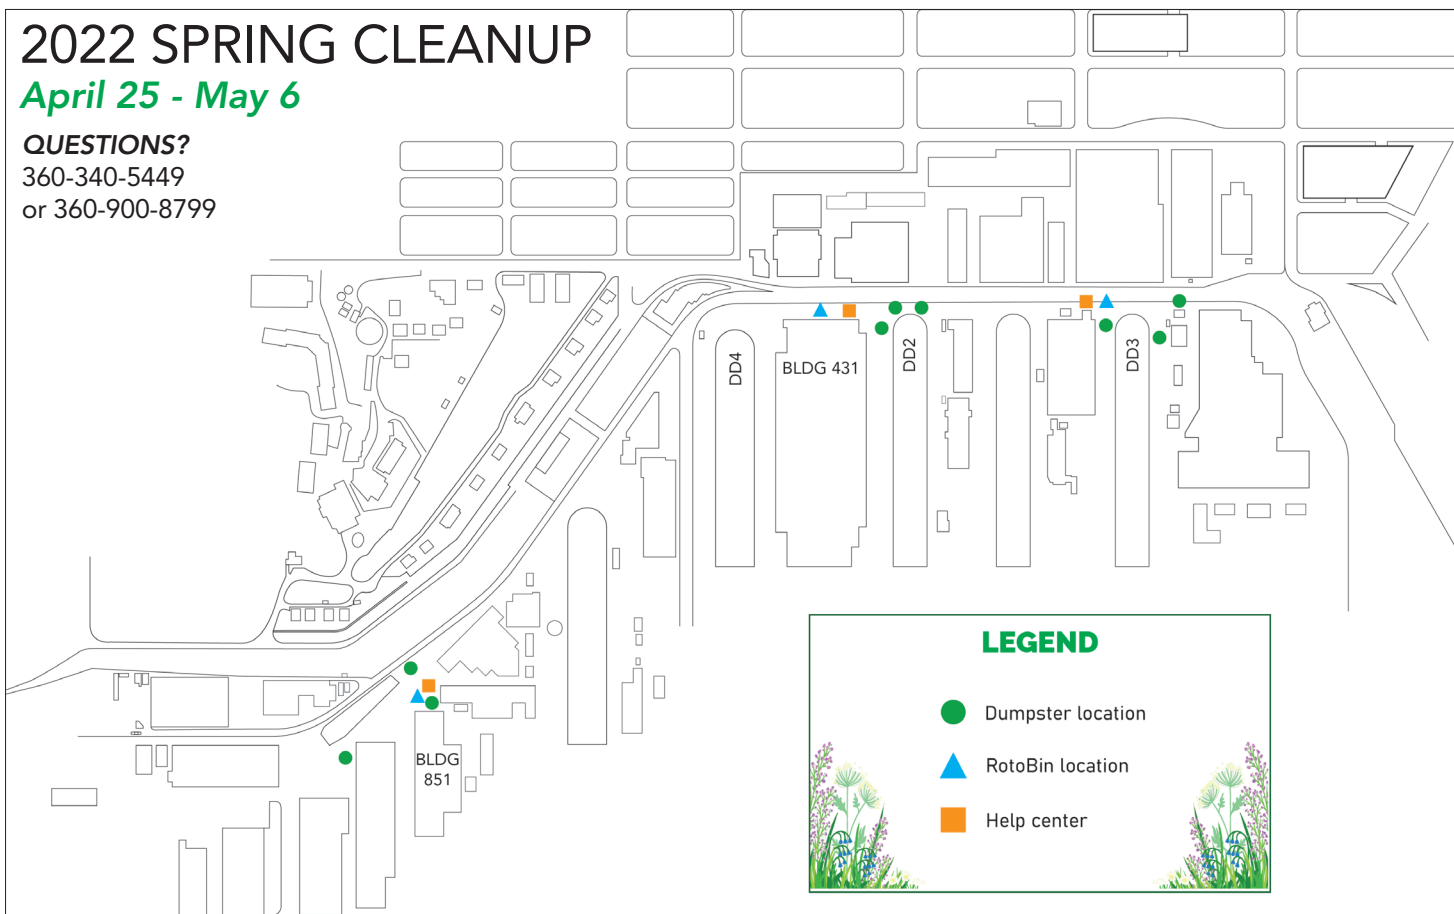 2022 SPRING CLEANUP
April 25 - May 6
QUESTIONS?
360-340-5449
or 360-900-8799
DD4
BLDG 431
DD2
DD3
BLDG
851
LEGEND
Dumpster location
RotoBin location
Help center